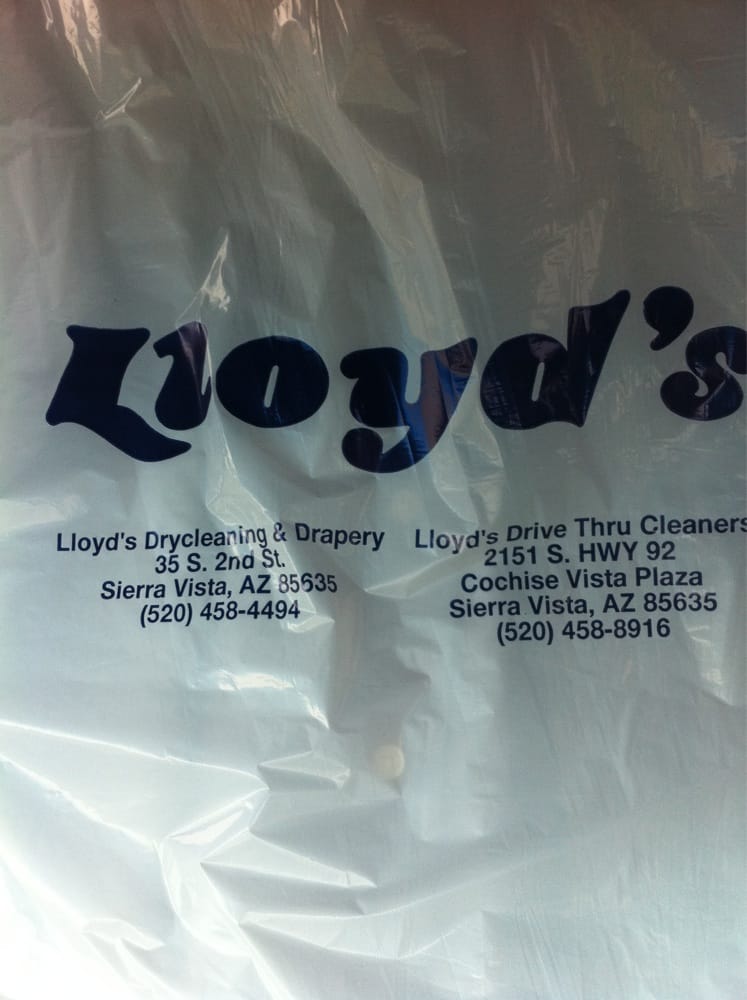 Lloyd's
Lloyd's Drycleaning & Drapery
35 S. 2nd St.
Sierra Vista, AZ 85635
(520) 458-4494
Lloyd's Drive Thru Cleaners
2151 S. HWY 92
Cochise Vista Plaza
Sierra Vista, AZ 85635
(520) 458-8916